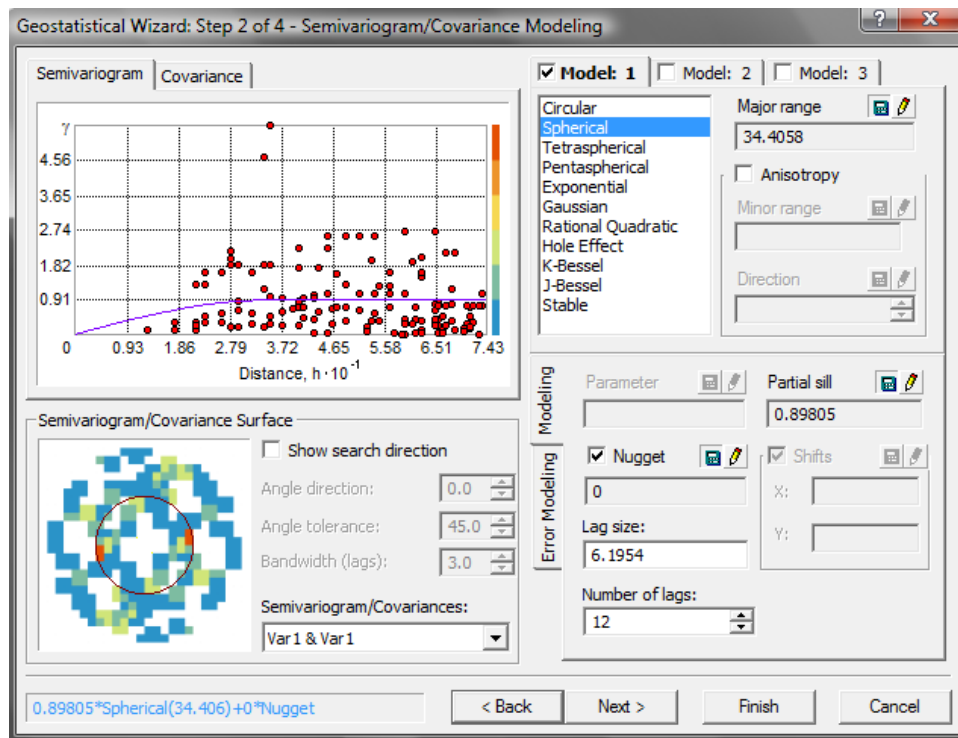 Geostatistical Wizard: Step 2 of 4 - Semivariogram/Covariance Modeling
Semivariogram
Covariance
γ
4.56
3.65
2.74
1.82
0.91
0 0.93 1.86 2.79 3.72 4.65 5.58 6.51 7.43
Distance, h·10⁻¹
Semivariogram/Covariance Surface
Show search direction
Angle direction: 0.0
Angle tolerance: 45.0
Bandwidth (lags): 3.0
Semivariogram/Covariances:
Var1 & Var1
Model: 1
Model: 2
Model: 3
Circular
Spherical
Tetraspherical
Pentaspherical
Exponential
Gaussian
Rational Quadratic
Hole Effect
K-Bessel
J-Bessel
Stable
Major range
34.4058
Anisotropy
Minor range
Direction
Modeling
Error Modeling
Parameter
Partial sill
0.89805
Nugget
0
Shifts
X:
Y:
Lag size:
6.1954
Number of lags:
12
0.89805*Spherical(34.406)+0*Nugget
< Back
Next >
Finish
Cancel